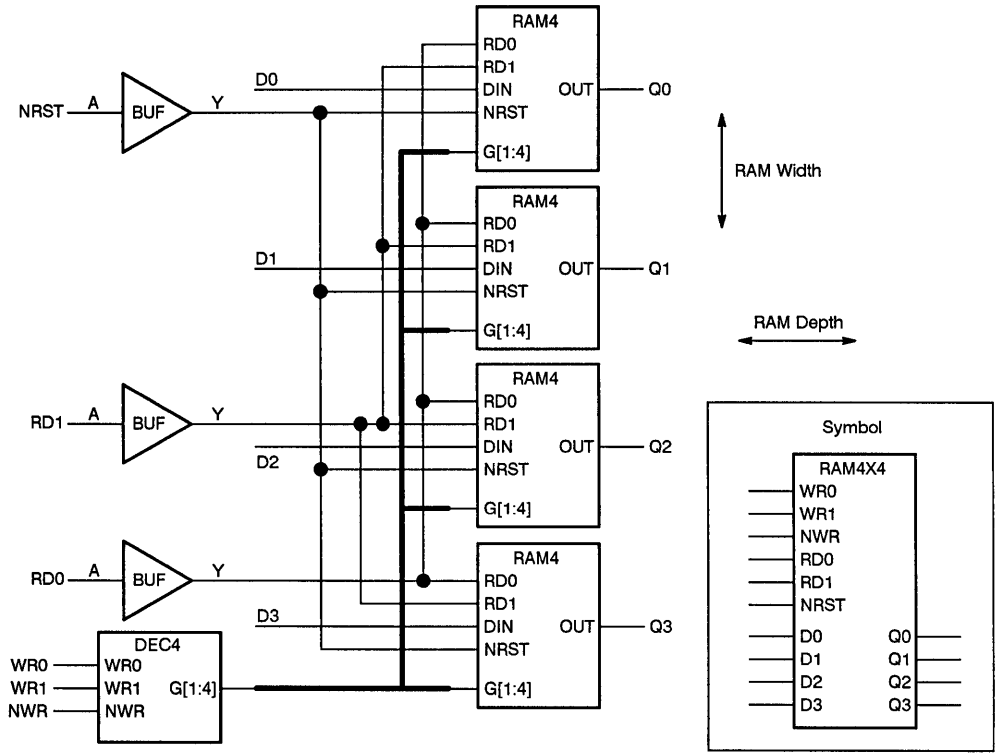 RAM4
RD0
RD1
D0
DIN
OUT
Q0
NRST
A
BUF
Y
NRST
G[1:4]
RAM Width
RAM4
RD0
RD1
D1
DIN
OUT
Q1
NRST
G[1:4]
RAM Depth
RAM4
RD0
RD1
A
BUF
Y
RD1
D2
DIN
OUT
Q2
NRST
G[1:4]
RAM4
RD0
A
BUF
Y
RD0
RD1
D3
DIN
OUT
Q3
NRST
G[1:4]
DEC4
WR0
WR0
WR1
WR1
G[1:4]
NWR
NWR
Symbol
RAM4X4
WR0
WR1
NWR
RD0
RD1
NRST
D0
Q0
D1
Q1
D2
Q2
D3
Q3